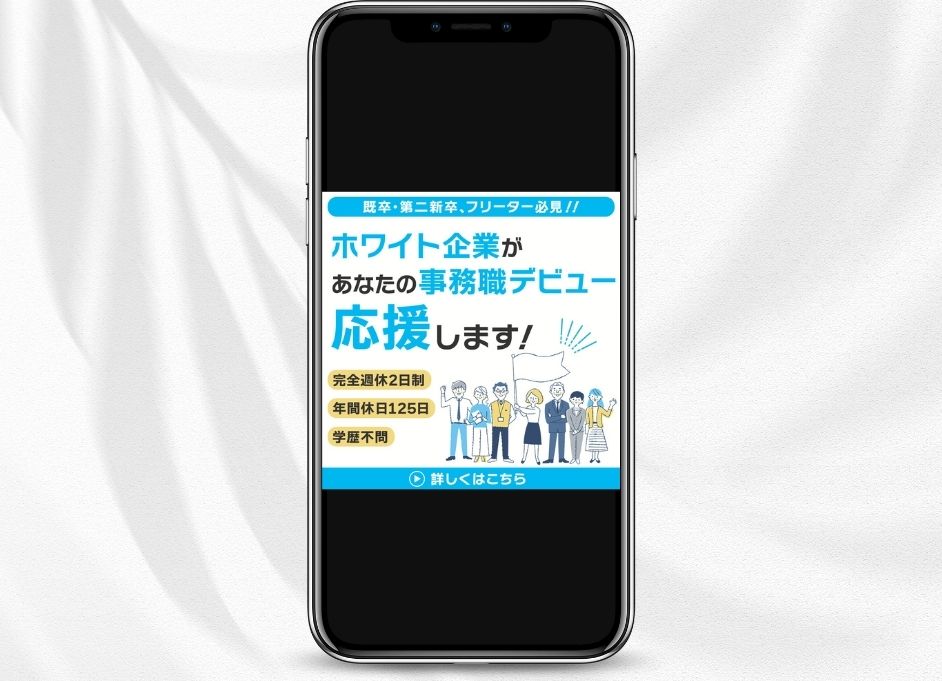 既卒・第二新卒、フリーター必見!!
ホワイト企業が
あなたの事務職デビュー
応援します!
完全週休2日制
年間休日125日
学歴不問
詳しくはこちら